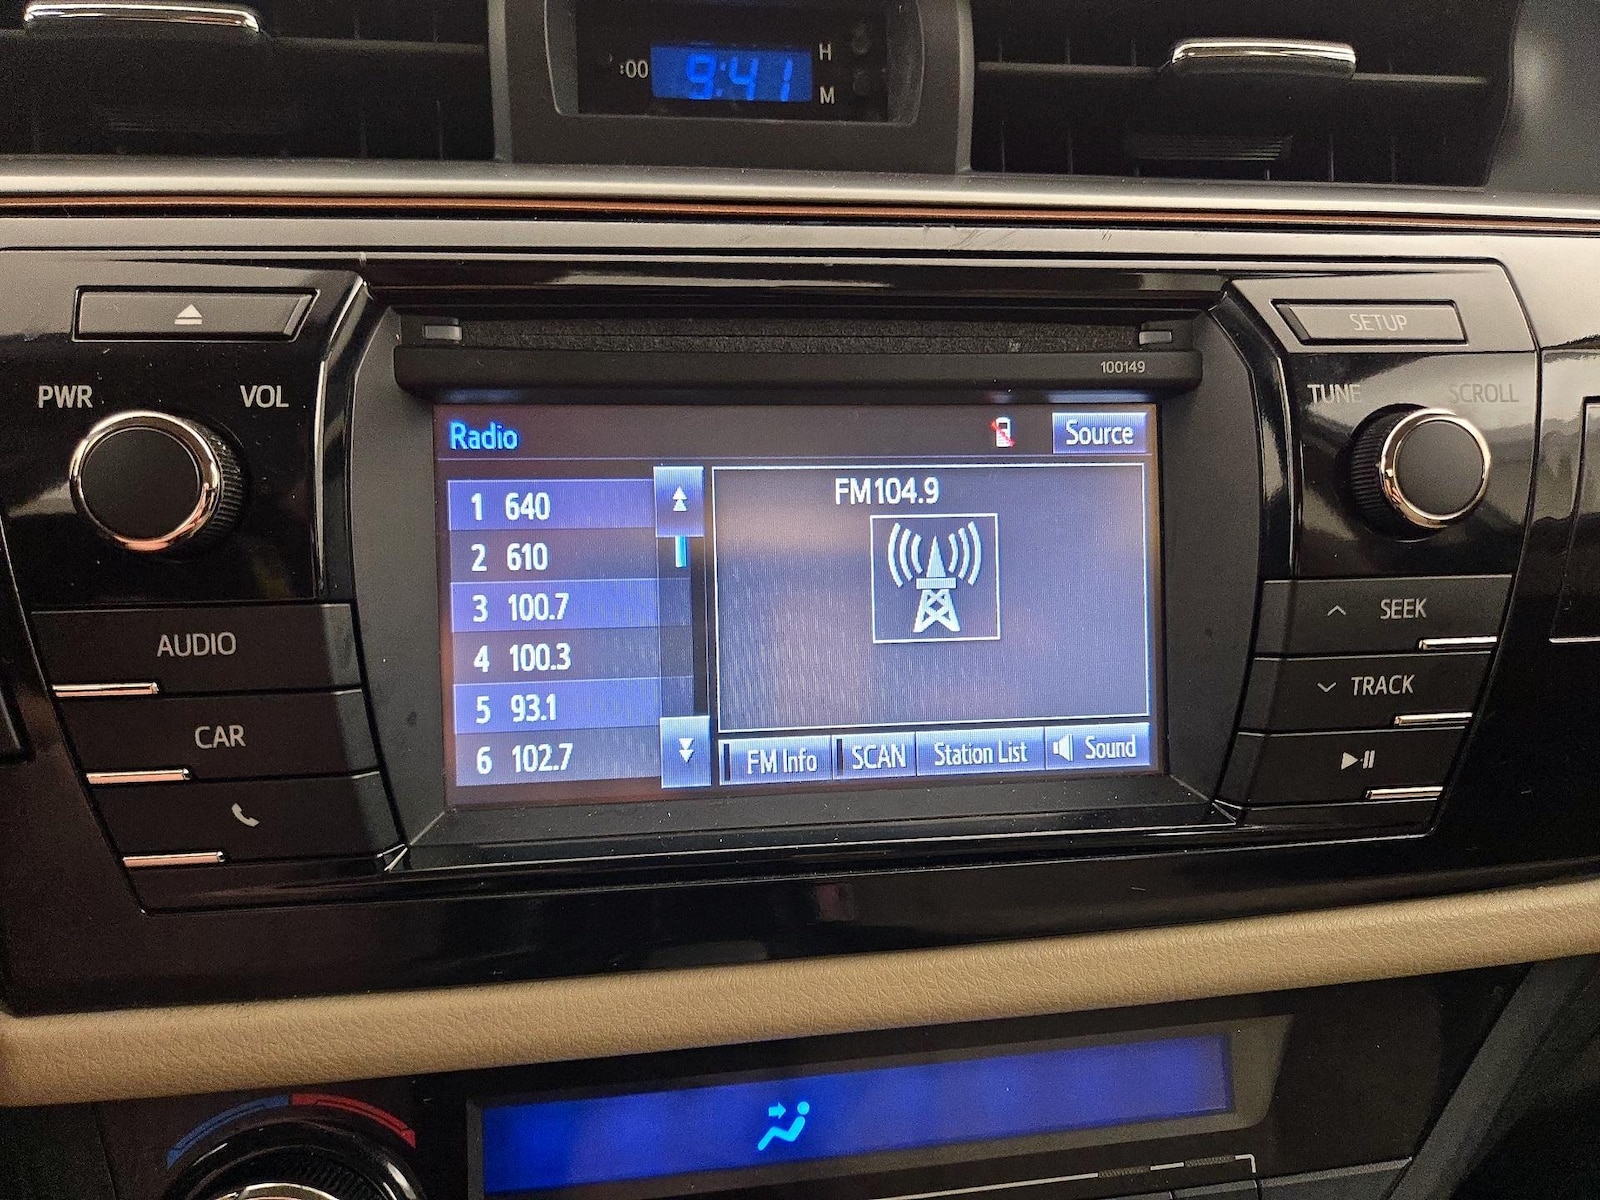 :00 9:41 H
M
SETUP
PWR VOL
100149
TUNE SCROLL
Radio Source
1 640
2 610
3 100.7
4 100.3
5 93.1
6 102.7
FM 104.9
FM Info SCAN Station List Sound
AUDIO
CAR
SEEK
TRACK